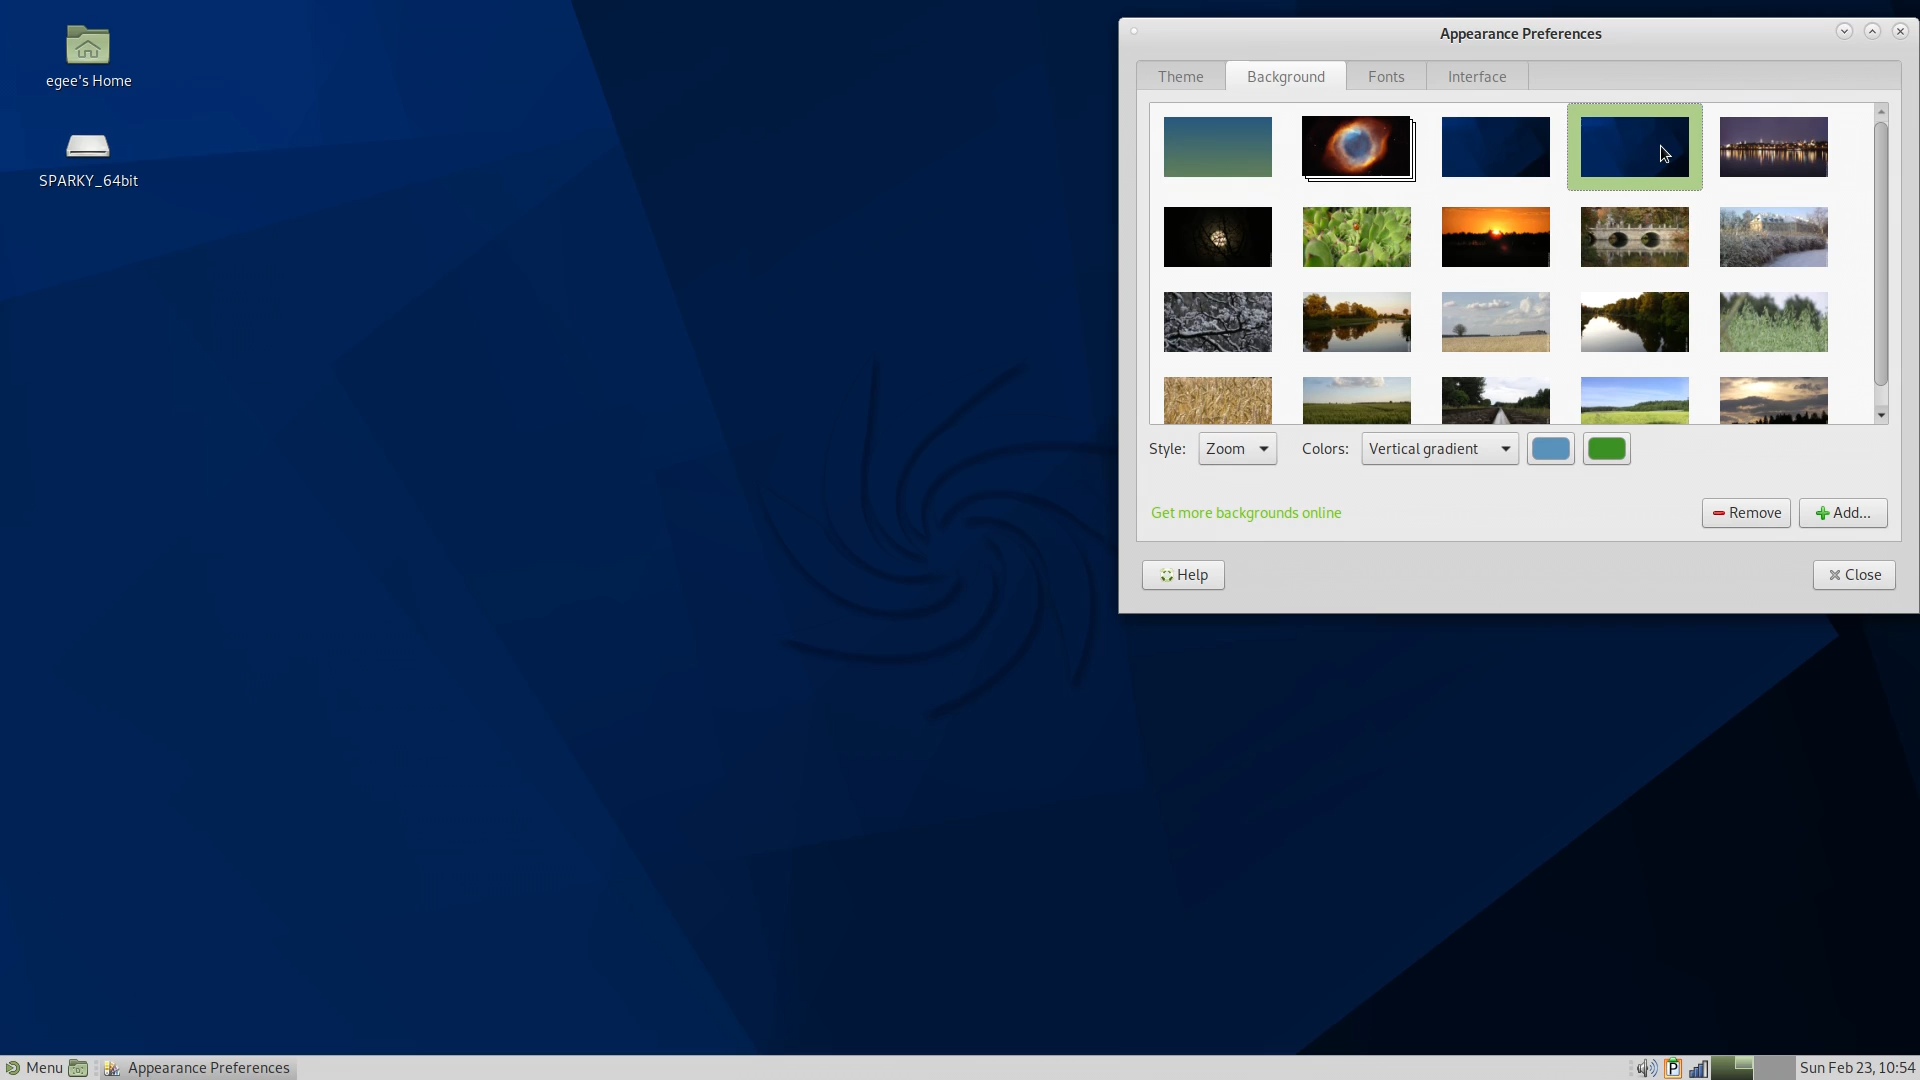 egee's Home
SPARKY_64bit
Appearance Preferences
Theme
Background
Fonts
Interface
Style:
Zoom
Colors:
Vertical gradient
Get more backgrounds online
Remove
Add...
Help
Close
Menu
Appearance Preferences
P
Sun Feb 23, 10:54